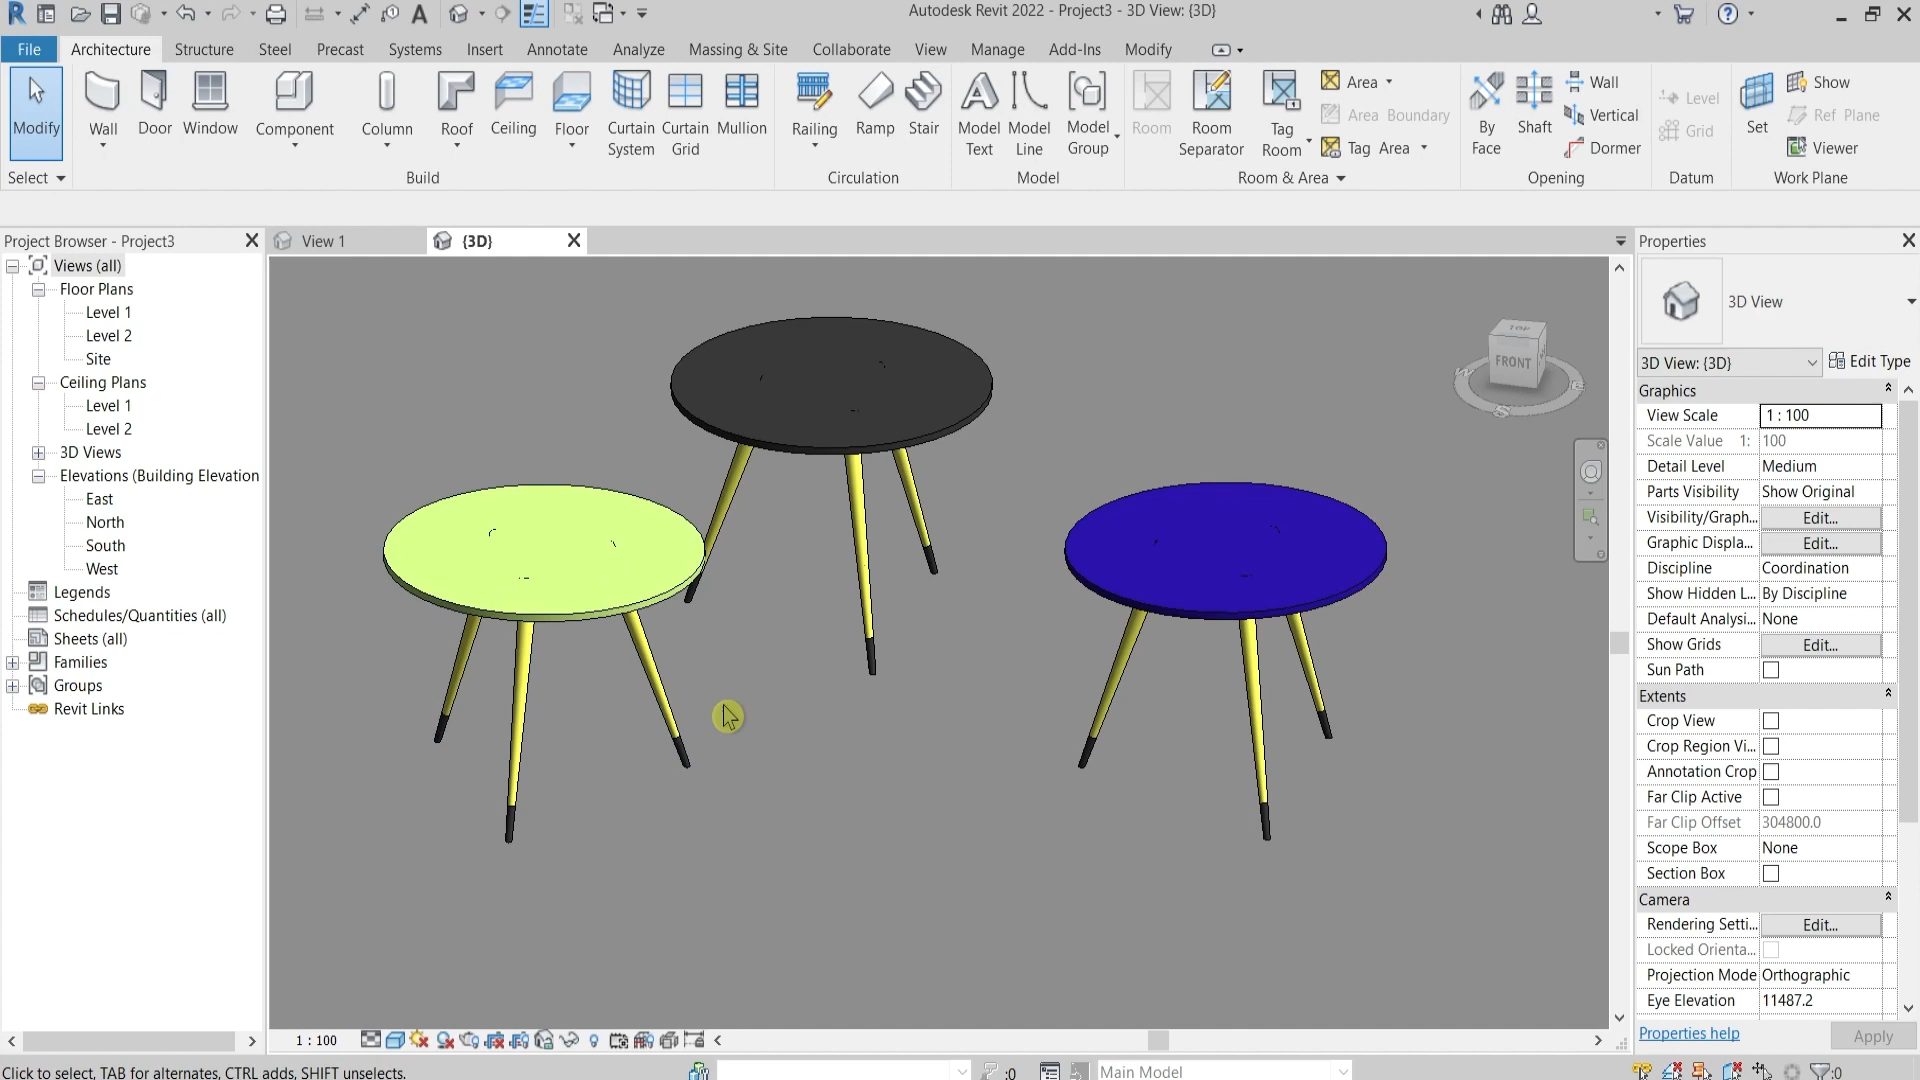 Autodesk Revit 2022 - Project3 - 3D View: {3D}
File Architecture Structure Steel Precast Systems Insert Annotate Analyze Massing & Site Collaborate View Manage Add-Ins Modify
Modify
Wall
Door
Window
Component
Column
Roof
Ceiling
Floor
Curtain
System
Curtain
Grid
Mullion
Railing
Ramp
Stair
Model
Text
Model
Line
Model
Group
Room
Room
Separator
Tag
Room
Area
Area Boundary
Tag Area
By
Face
Shaft
Wall
Vertical
Dormer
Level
Grid
Set
Show
Ref Plane
Viewer
Select Build Circulation Model Room & Area Opening Datum Work Plane
Project Browser - Project3
Views (all)
Floor Plans
Level 1
Level 2
Site
Ceiling Plans
Level 1
Level 2
3D Views
Elevations (Building Elevation
East
North
South
West
Legends
Schedules/Quantities (all)
Sheets (all)
Families
Groups
Revit Links
View 1
{3D}
TOP
FRONT
W
S
E
Properties
3D View
3D View: {3D}
Edit Type
Graphics
View Scale 1 : 100
Scale Value 1: 100
Detail Level Medium
Parts Visibility Show Original
Visibility/Graph... Edit...
Graphic Displa... Edit...
Discipline Coordination
Show Hidden L... By Discipline
Default Analysi... None
Show Grids Edit...
Sun Path
Extents
Crop View
Crop Region Vi...
Annotation Crop
Far Clip Active
Far Clip Offset 304800.0
Scope Box None
Section Box
Camera
Rendering Setti... Edit...
Locked Orienta...
Projection Mode Orthographic
Eye Elevation 11487.2
Properties help
Apply
1 : 100
Click to select, TAB for alternates, CTRL adds, SHIFT unselects.
:0
Main Model
:0